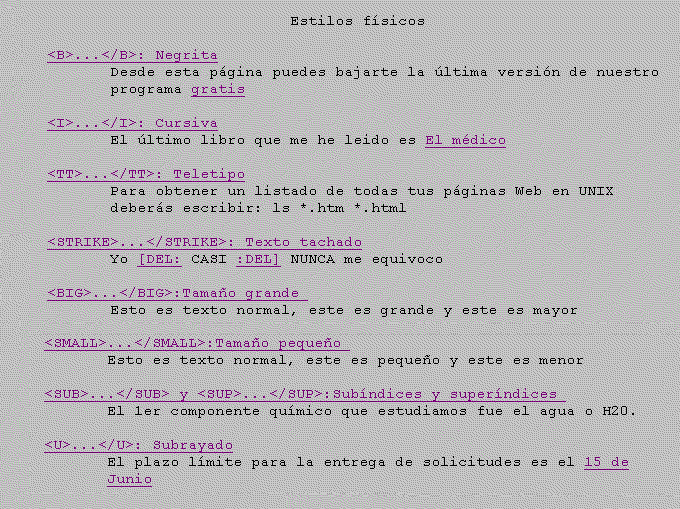 Estilos físicos
<B>...</B>: Negrita
Desde esta página puedes bajarte la última versión de nuestro
programa gratis
<I>...</I>: Cursiva
El último libro que me he leido es El médico
<TT>...</TT>: Teletipo
Para obtener un listado de todas tus páginas Web en UNIX
deberás escribir: ls *.htm *.html
<STRIKE>...</STRIKE>: Texto tachado
Yo [DEL: CASI :DEL] NUNCA me equivoco
<BIG>...</BIG>:Tamaño grande
Esto es texto normal, este es grande y este es mayor
<SMALL>...</SMALL>:Tamaño pequeño
Esto es texto normal, este es pequeño y este es menor
<SUB>...</SUB> y <SUP>...</SUP>:Subíndices y superíndices
El 1er componente químico que estudiamos fue el agua o H2O.
<U>...</U>: Subrayado
El plazo límite para la entrega de solicitudes es el 15 de
Junio